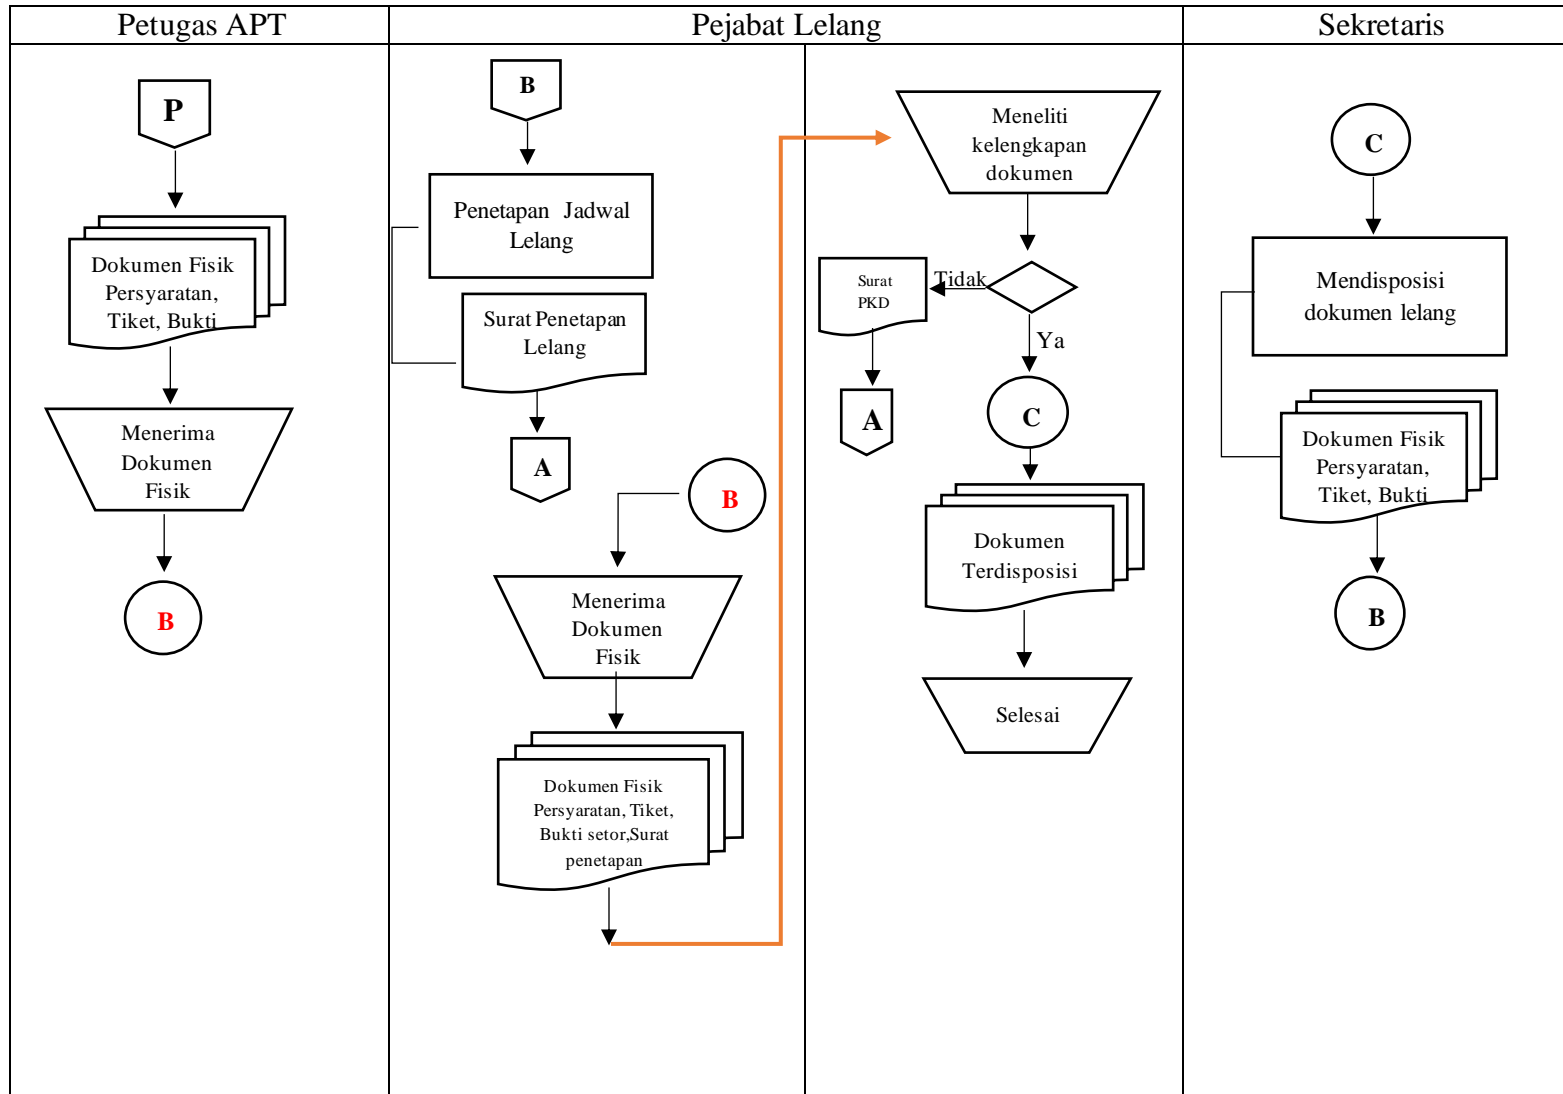 Petugas APT
Pejabat Lelang
Sekretaris
P
Dokumen Fisik
Persyaratan,
Tiket, Bukti
Menerima
Dokumen
Fisik
B
B
Penetapan Jadwal
Lelang
Surat Penetapan
Lelang
A
B
Menerima
Dokumen
Fisik
Dokumen Fisik
Persyaratan, Tiket,
Bukti setor,Surat
penetapan
Meneliti
kelengkapan
dokumen
Tidak
Surat
PKD
Ya
A
C
Dokumen
Terdisposisi
Selesai
C
Mendisposisi
dokumen lelang
Dokumen Fisik
Persyaratan,
Tiket, Bukti
B